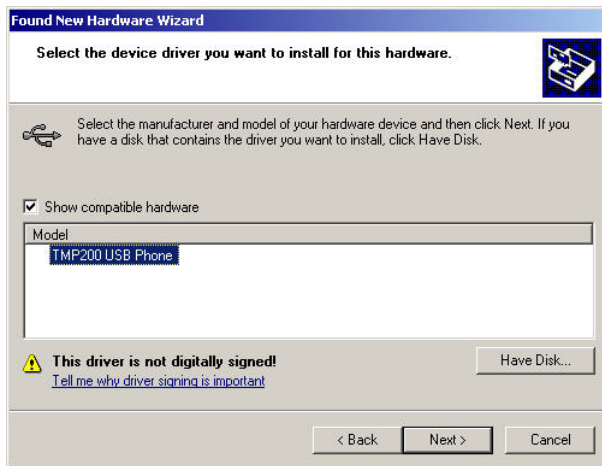 Found New Hardware Wizard
Select the device driver you want to install for this hardware.
Select the manufacturer and model of your hardware device and then click Next. If you
have a disk that contains the driver you want to install, click Have Disk.
Show compatible hardware
Model
TMP200 USB Phone
This driver is not digitally signed!
Tell me why driver signing is important
Have Disk...
< Back
Next >
Cancel